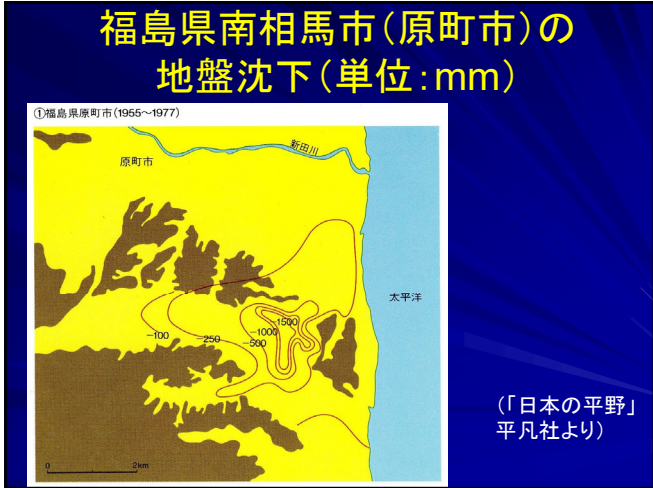 福島県南相馬市(原町市)の
地盤沈下(単位:mm)
①福島県原町市(1955〜1977)
新田川
原町市
太平洋
−1500
−1000
−100
−250
−500
(「日本の平野」
平凡社より)
0
2km